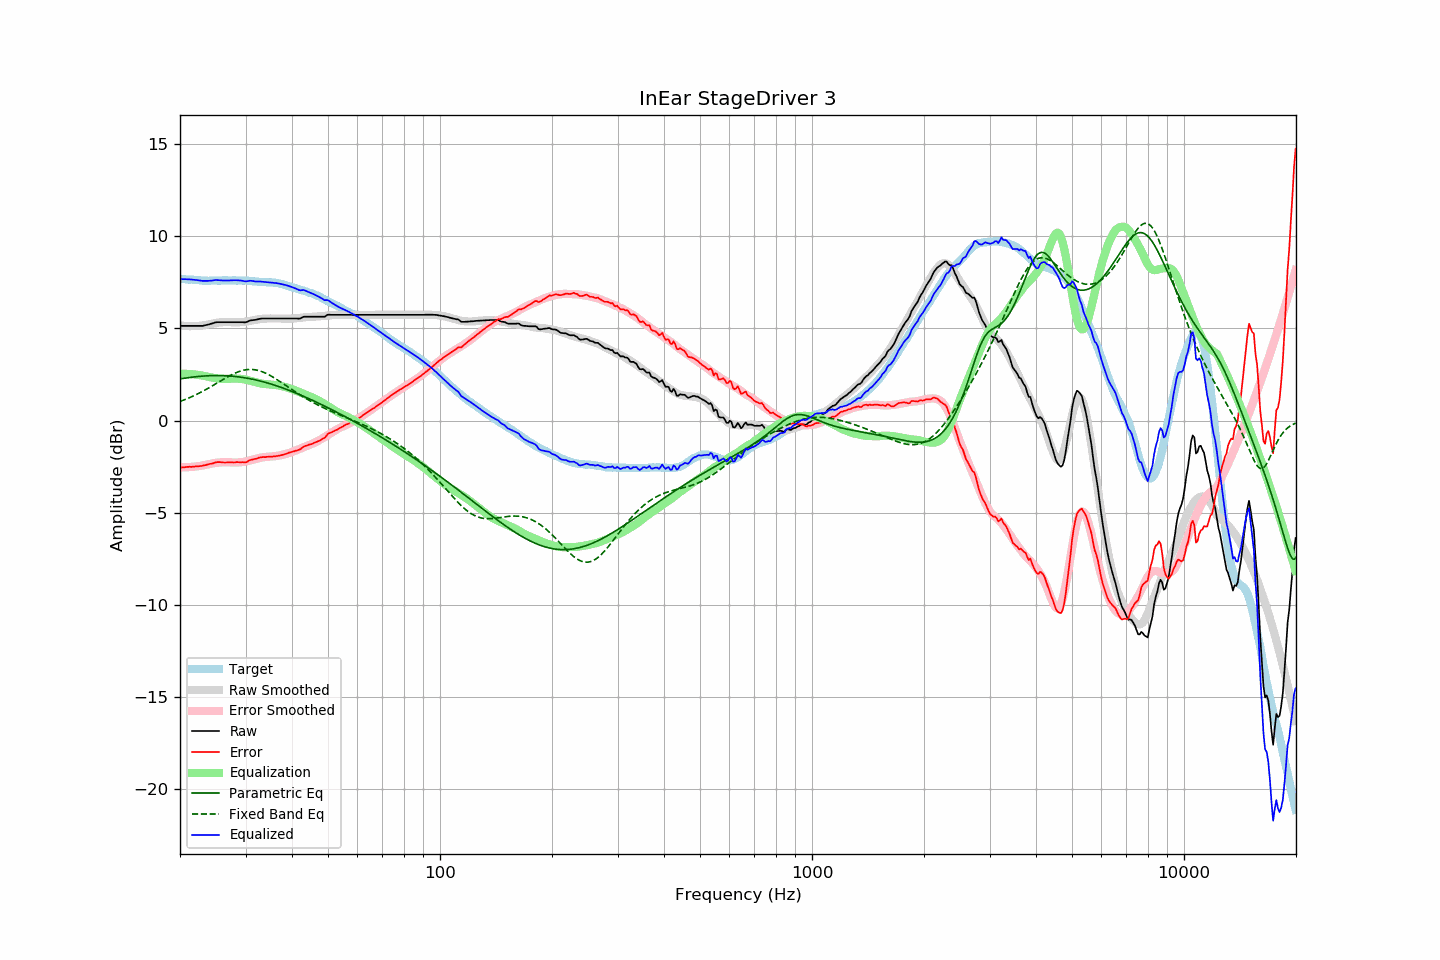 InEar StageDriver 3
15
10
5
0
−5
−10
−15
−20
Amplitude (dBr)
Target
Raw Smoothed
Error Smoothed
Raw
Error
Equalization
Parametric Eq
Fixed Band Eq
Equalized
100
1000
10000
Frequency (Hz)